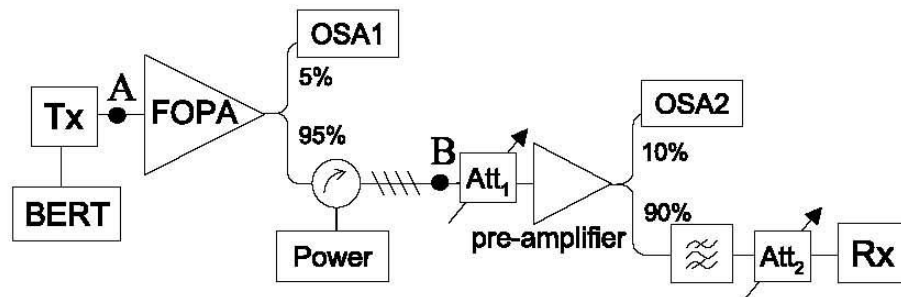 OSA1
A
5%
Tx
FOPA
OSA2
95%
B
Att1
10%
BERT
90%
pre-amplifier
Power
Att2
Rx